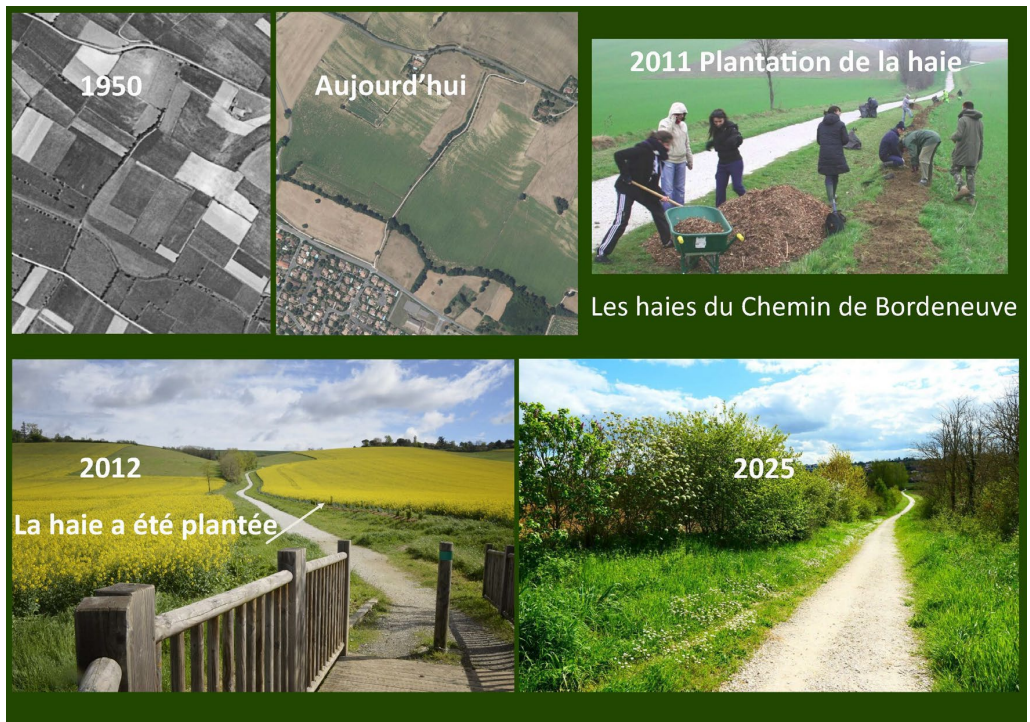 1950
Aujourd'hui
2011 Plantation de la haie
Les haies du Chemin de Bordeneuve
2012
La haie a été plantée
2025